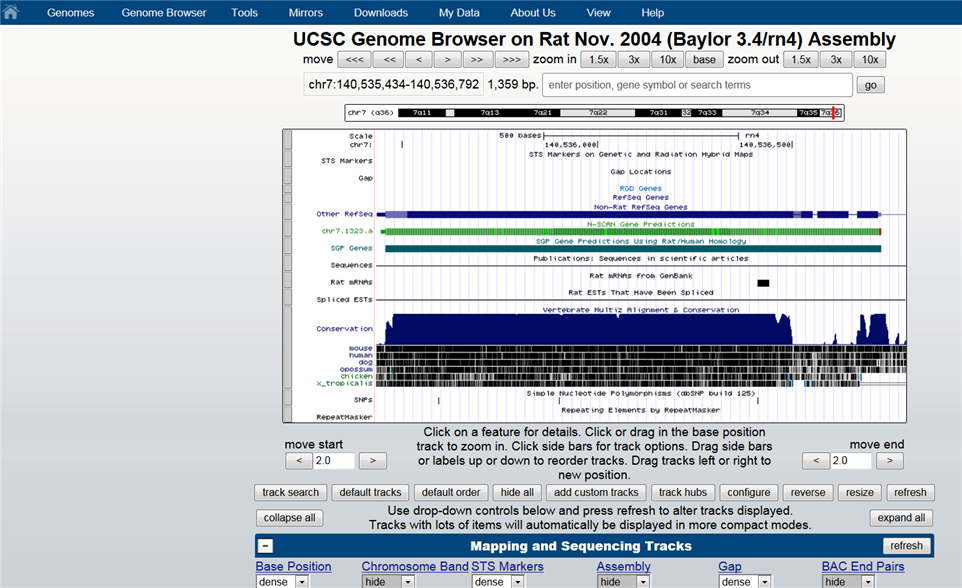 Genomes Genome Browser Tools Mirrors Downloads My Data About Us View Help
UCSC Genome Browser on Rat Nov. 2004 (Baylor 3.4/rn4) Assembly
move <<< << < > >> >>> zoom in 1.5x 3x 10x base zoom out 1.5x 3x 10x
chr7:140,535,434-140,536,792 1,359 bp. enter position, gene symbol or search terms go
chr7 (q36) 7q11 7q13 7q21 7q22 7q31 32 7q33 7q34 7q35 7q36
Scale 500 bases rn4
chr7: 140,536,000 140,536,500
STS Markers on Genetic and Radiation Hybrid Maps
STS Markers
Gap Locations
Gap
RGD Genes
RefSeq Genes
Non-Rat RefSeq Genes
Other RefSeq
N-SCAN Gene Predictions
chr7.1323.a
SGP Gene Predictions Using Rat/Human Homology
SGP Genes
Publications: Sequences in scientific articles
Sequences
Rat mRNAs from GenBank
Rat mRNAs
Rat ESTs That Have Been Spliced
Spliced ESTs
Vertebrate Multiz Alignment & Conservation
Conservation
mouse
human
dog
opossum
chicken
x_tropicalis
Simple Nucleotide Polymorphisms (dbSNP build 125)
SNPs
Repeating Elements by RepeatMasker
RepeatMasker
Click on a feature for details. Click or drag in the base position
track to zoom in. Click side bars for track options. Drag side bars
or labels up or down to reorder tracks. Drag tracks left or right to
new position.
move start
< 2.0 >
move end
< 2.0 >
track search default tracks default order hide all add custom tracks track hubs configure reverse resize refresh
collapse all
Use drop-down controls below and press refresh to alter tracks displayed.
Tracks with lots of items will automatically be displayed in more compact modes.
expand all
- Mapping and Sequencing Tracks refresh
Base Position Chromosome Band STS Markers Assembly Gap BAC End Pairs
dense hide dense hide dense hide